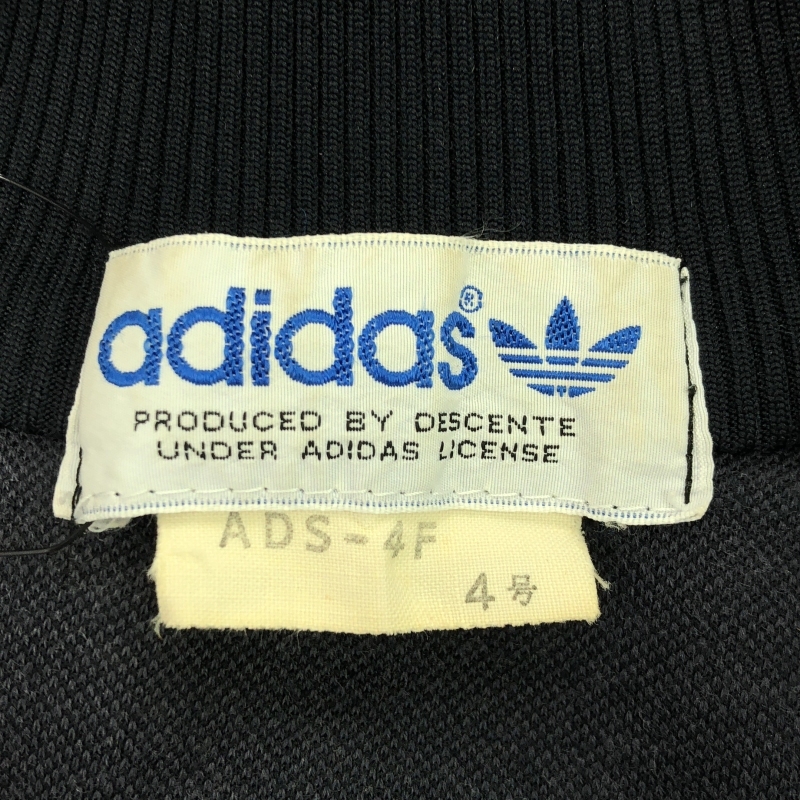 adidas®
PRODUCED BY DESCENTE
UNDER ADIDAS LICENSE
ADS-4F
4号